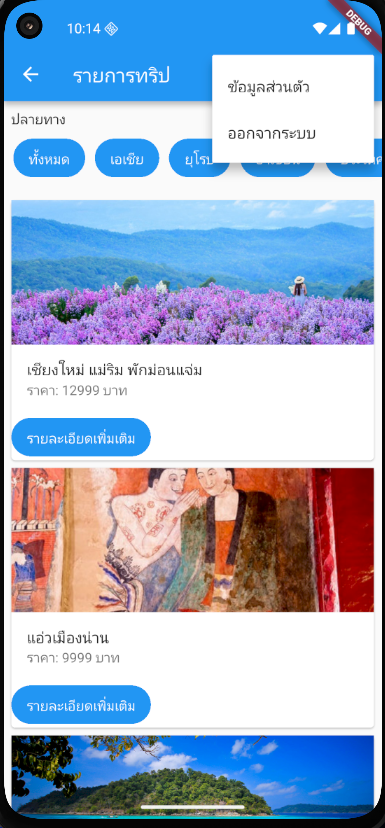 10:14
DEBUG
รายการทริป
ข้อมูลส่วนตัว
ออกจากระบบ
ปลายทาง
ทั้งหมด
เอเชีย
ยุโรป
เชียงใหม่ แม่ริม พักม่อนแจ่ม
ราคา: 12999 บาท
รายละเอียดเพิ่มเติม
แอ่วเมืองน่าน
ราคา: 9999 บาท
รายละเอียดเพิ่มเติม